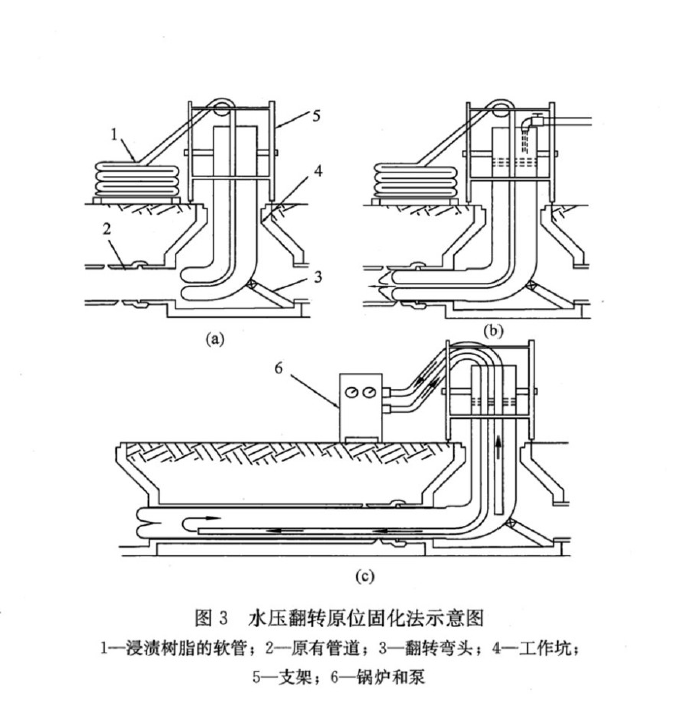 1
5
4
2
3
(a)
(b)
6
(c)
图 3 水压翻转原位固化法示意图
1—浸渍树脂的软管；2—原有管道；3—翻转弯头；4—工作坑；
5—支架；6—锅炉和泵